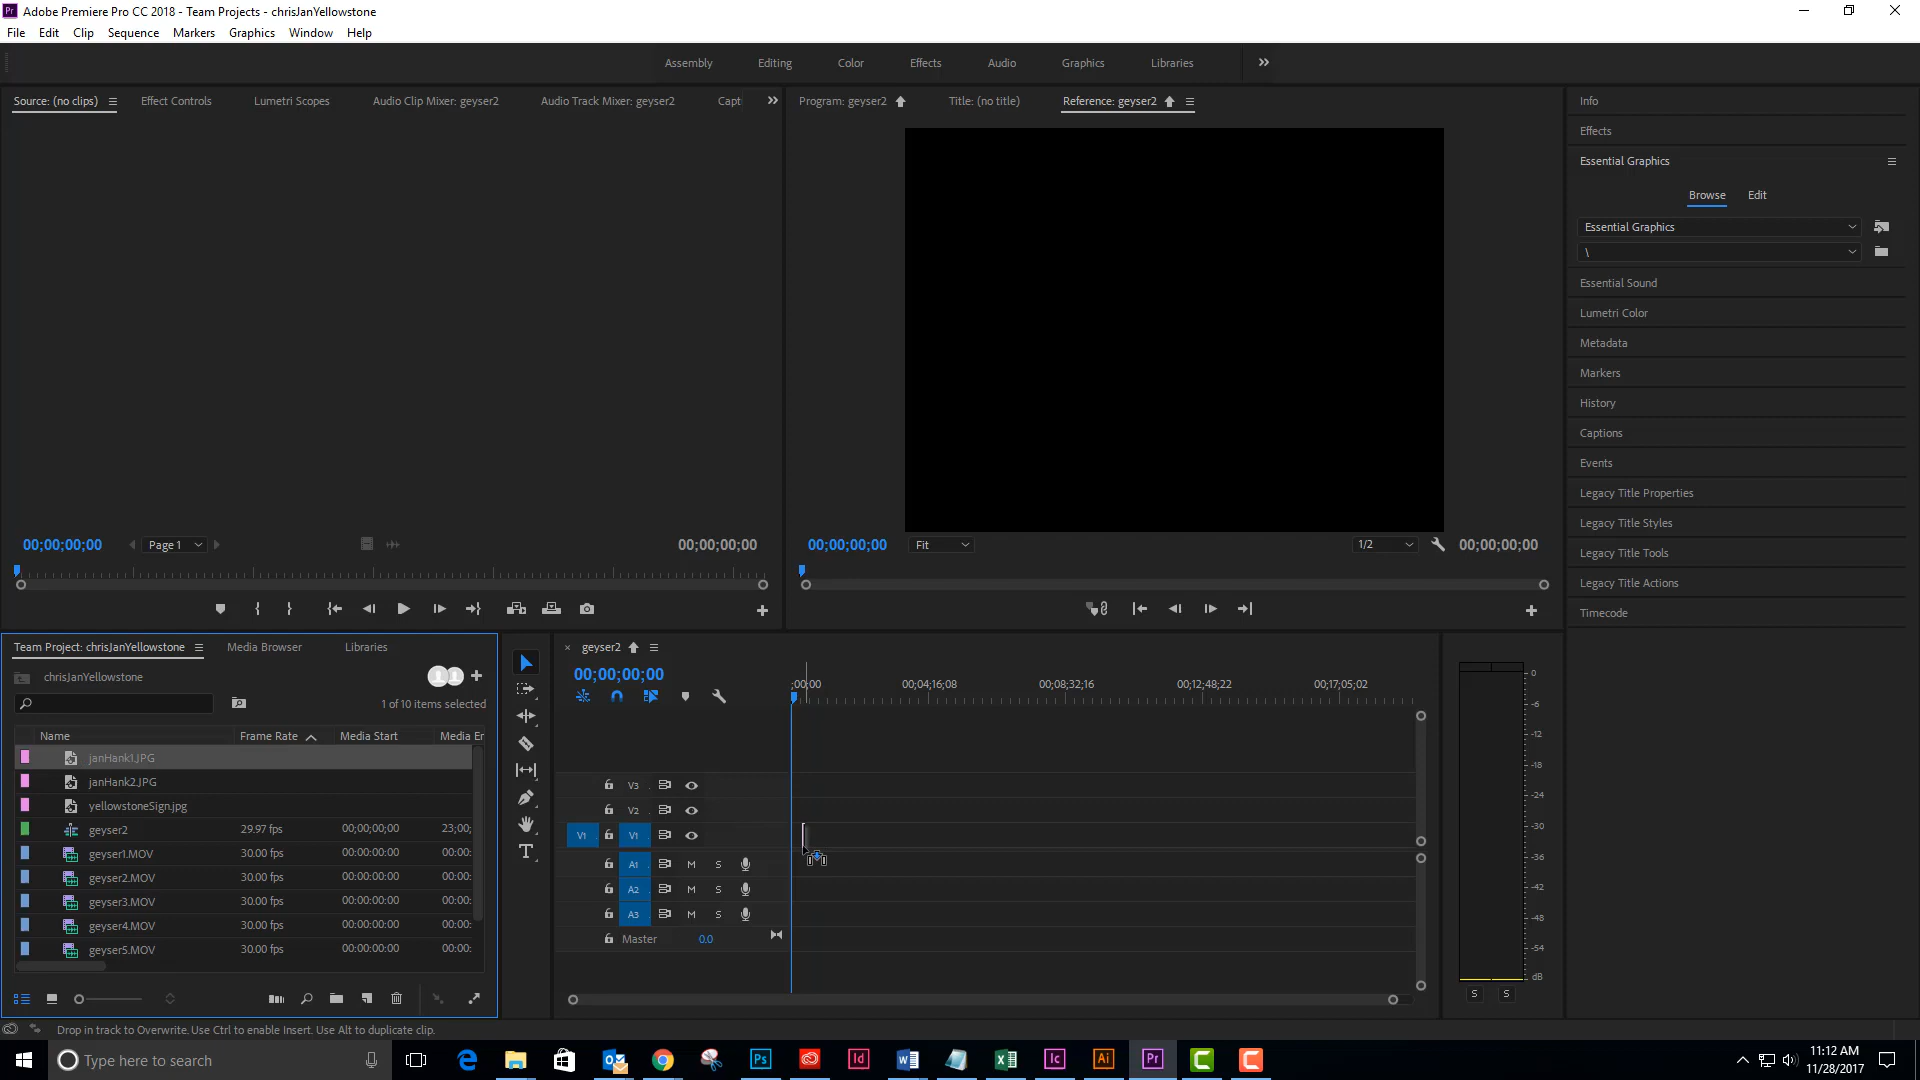 Pr Adobe Premiere Pro CC 2018 - Team Projects - chrisJanYellowstone
File Edit Clip Sequence Markers Graphics Window Help
Assembly Editing Color Effects Audio Graphics Libraries
Source: (no clips) Effect Controls Lumetri Scopes Audio Clip Mixer: geyser2 Audio Track Mixer: geyser2 Capt
Program: geyser2 Title: (no title) Reference: geyser2
Info
Effects
Essential Graphics
Browse Edit
Essential Graphics
\
Essential Sound
Lumetri Color
Metadata
Markers
History
Captions
Events
Legacy Title Properties
Legacy Title Styles
Legacy Title Tools
Legacy Title Actions
Timecode
00;00;00;00 Page 1 00;00;00;00
00;00;00;00 Fit 1/2 00;00;00;00
Team Project: chrisJanYellowstone Media Browser Libraries
chrisJanYellowstone
1 of 10 items selected
Name Frame Rate Media Start Media Er
janHank1.JPG
janHank2.JPG
yellowstoneSign.jpg
geyser2 29.97 fps 00;00;00;00 23;00;
geyser1.MOV 30.00 fps 00:00:00:00 00:00:
geyser2.MOV 30.00 fps 00:00:00:00 00:00:
geyser3.MOV 30.00 fps 00:00:00:00 00:00:
geyser4.MOV 30.00 fps 00:00:00:00 00:00:
geyser5.MOV 30.00 fps 00:00:00:00 00:00:
T
geyser2
00;00;00;00
;00;00 00;04;16;08 00;08;32;16 00;12;48;22 00;17;05;02
V3
V2
V1 V1
A1 M S
A2 M S
A3 M S
Master 0.0
0
-6
-12
-18
-24
-30
-36
-42
-48
-54
dB
S S
Drop in track to Overwrite. Use Ctrl to enable Insert. Use Alt to duplicate clip.
Type here to search
Ps Id Ic Ai Pr
11:12 AM
11/28/2017